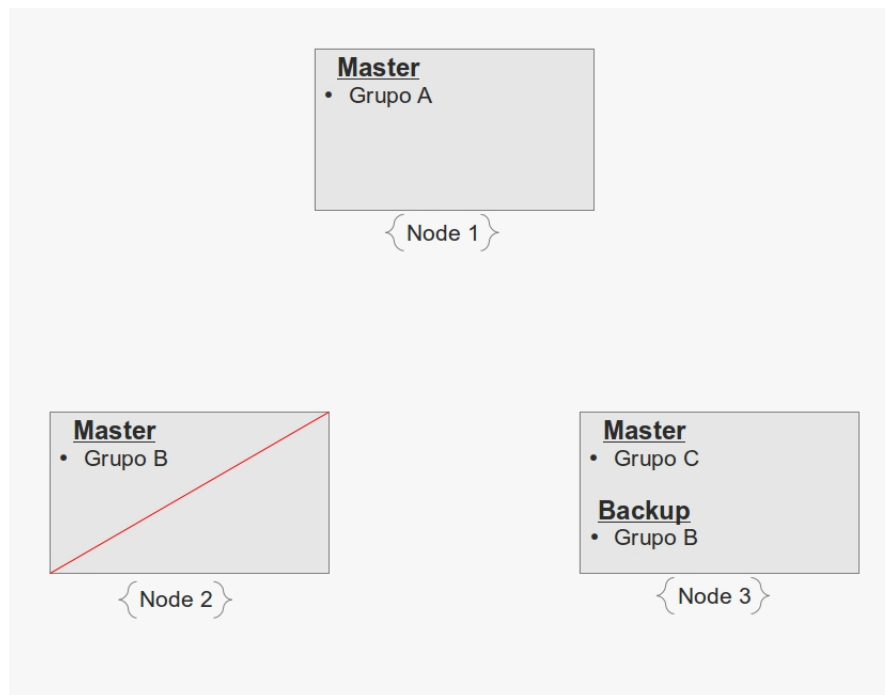 Master
• Grupo A
Node 1
Master
• Grupo B
Node 2
Master
• Grupo C
Backup
• Grupo B
Node 3